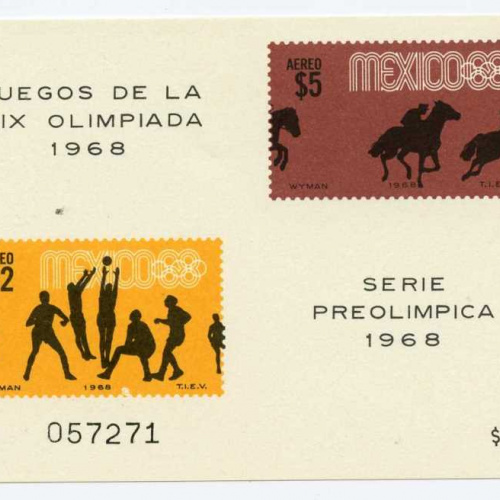 UEGOS DE LA
IX OLIMPIADA
1968
AEREO
$5
MEXICO68
WYMAN 1968 T.I.E.V
EO
2
MEXICO68
MAN 1968 T.I.E.V.
SERIE
PREOLIMPICA
1968
057271
$